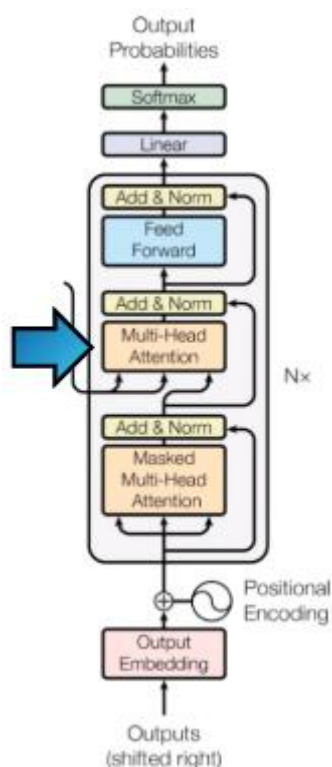 Output
Probabilities
Softmax
Linear
Add & Norm
Feed
Forward
Add & Norm
Multi-Head
Attention
N×
Add & Norm
Masked
Multi-Head
Attention
Positional
Encoding
Output
Embedding
Outputs
(shifted right)